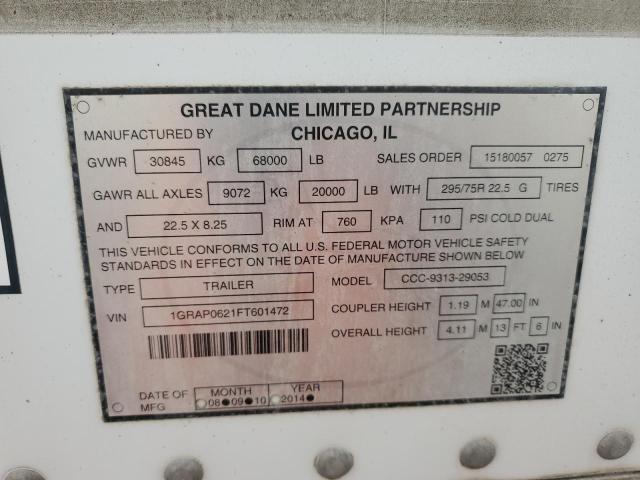 GREAT DANE LIMITED PARTNERSHIP
MANUFACTURED BY CHICAGO, IL
GVWR 30845 KG 68000 LB SALES ORDER 15180057 0275
GAWR ALL AXLES 9072 KG 20000 LB WITH 295/75R 22.5 G TIRES
AND 22.5 X 8.25 RIM AT 760 KPA 110 PSI COLD DUAL
THIS VEHICLE CONFORMS TO ALL U.S. FEDERAL MOTOR VEHICLE SAFETY
STANDARDS IN EFFECT ON THE DATE OF MANUFACTURE SHOWN BELOW
TYPE TRAILER MODEL CCC-9313-29053
VIN 1GRAP0621FT601472 COUPLER HEIGHT 1.19 M 47.00 IN
OVERALL HEIGHT 4.11 M 13 FT 6 IN
DATE OF MFG MONTH YEAR
08 09 10 2014